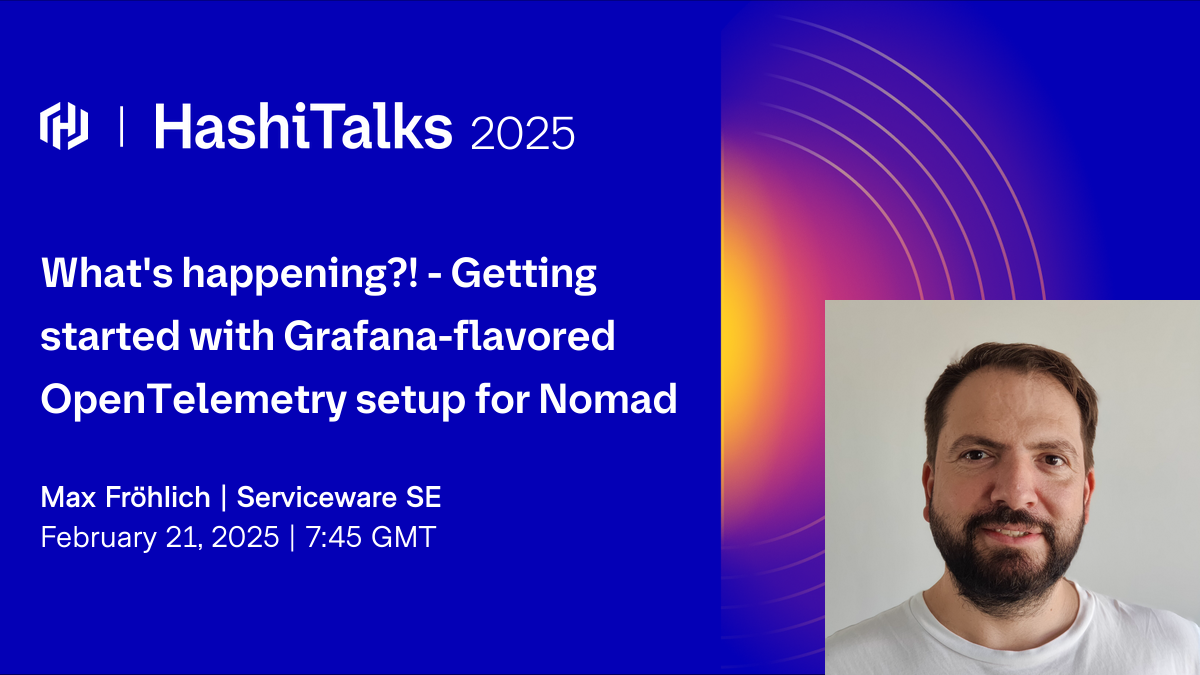 HashiTalks 2025
What's happening?! - Getting
started with Grafana-flavored
OpenTelemetry setup for Nomad
Max Fröhlich | Serviceware SE
February 21, 2025 | 7:45 GMT